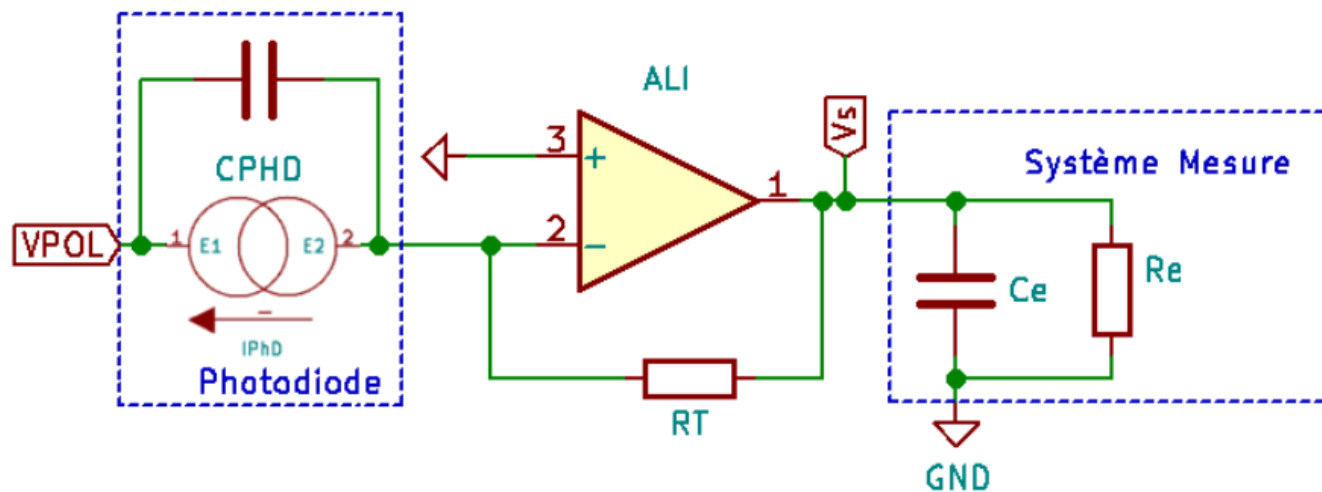 ALI
Vs
CPHD
3
+
1
Système Mesure
VPOL
1
E1
E2
2
2
-
Ce
Re
-
IPhD
Photodiode
RT
GND